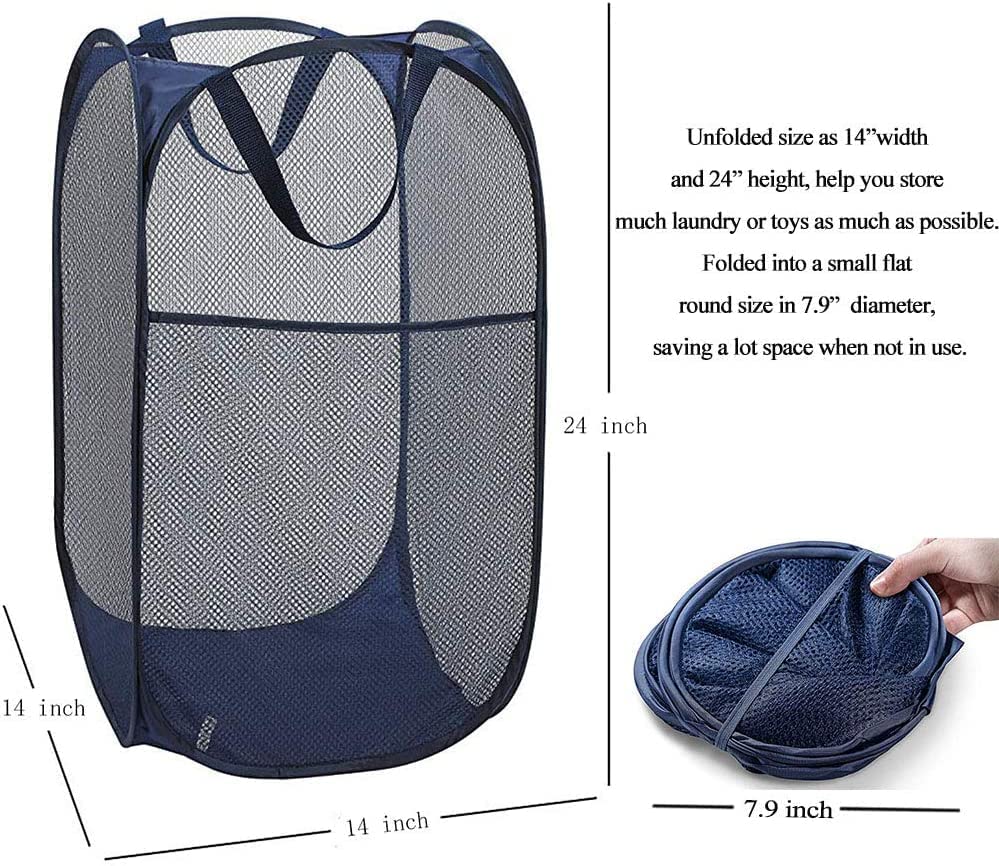 Unfolded size as 14”width
and 24” height, help you store
much laundry or toys as much as possible.
Folded into a small flat
round size in 7.9”  diameter,
saving a lot space when not in use.
24 inch
14 inch
14 inch
7.9 inch